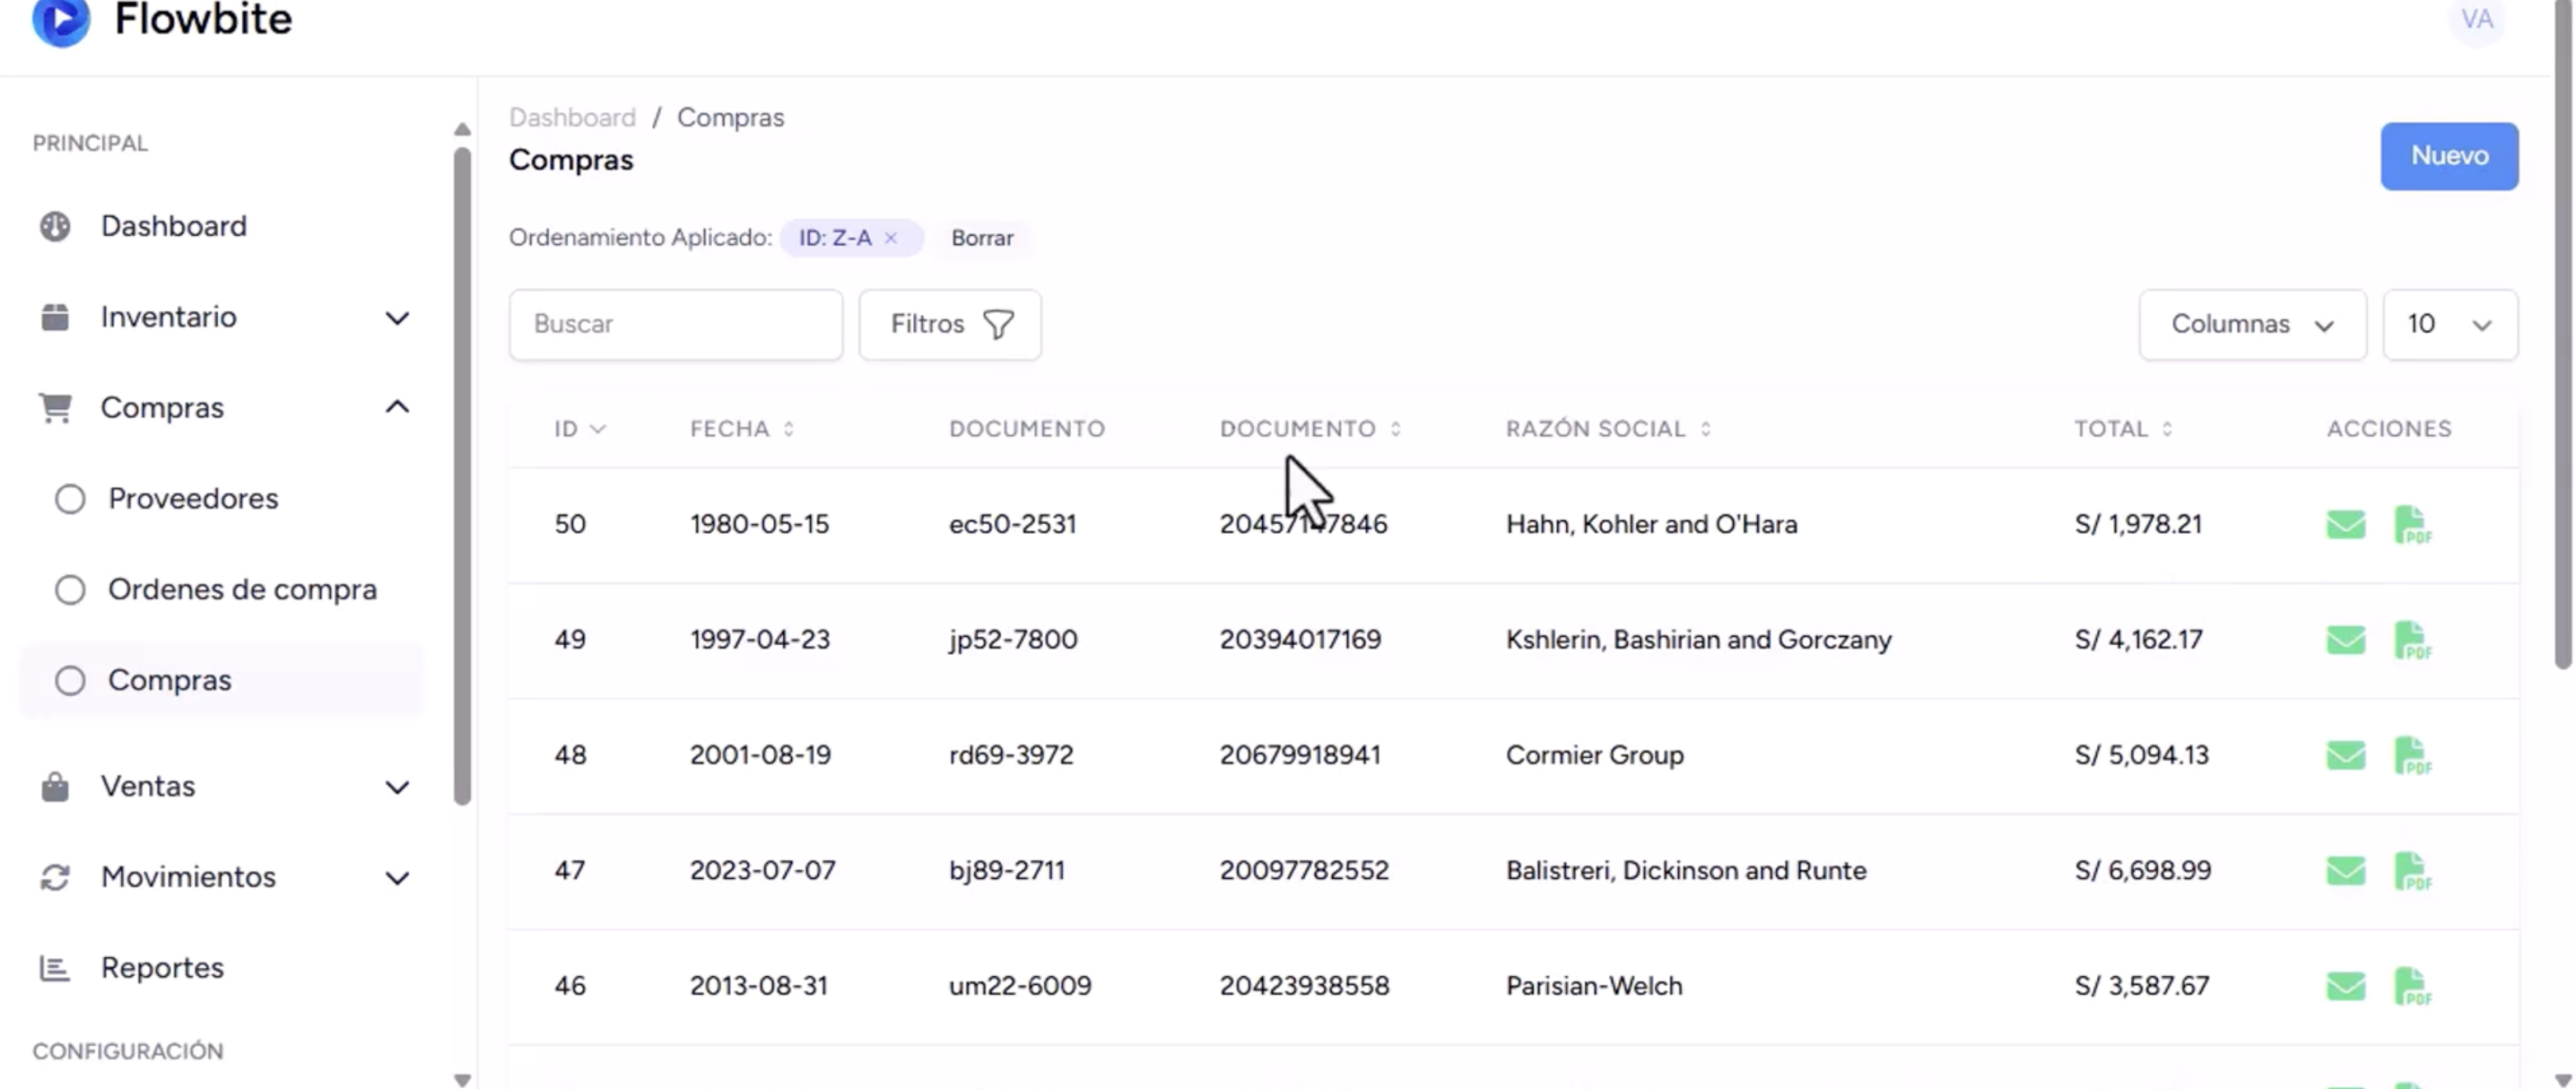 Flowbite
VA
PRINCIPAL
Dashboard
Inventario
Compras
Proveedores
Ordenes de compra
Compras
Ventas
Movimientos
Reportes
CONFIGURACIÓN
Dashboard / Compras
Compras
Nuevo
Ordenamiento Aplicado: ID: Z-A × Borrar
Buscar Filtros Columnas 10
ID FECHA DOCUMENTO DOCUMENTO RAZÓN SOCIAL TOTAL ACCIONES
50 1980-05-15 ec50-2531 Hahn, Kohler and O'Hara S/ 1,978.21 PDF
49 1997-04-23 jp52-7800 20394017169 Kshlerin, Bashirian and Gorczany S/ 4,162.17 PDF
48 2001-08-19 rd69-3972 20679918941 Cormier Group S/ 5,094.13 PDF
47 2023-07-07 bj89-2711 20097782552 Balistreri, Dickinson and Runte S/ 6,698.99 PDF
46 2013-08-31 um22-6009 20423938558 Parisian-Welch S/ 3,587.67 PDF